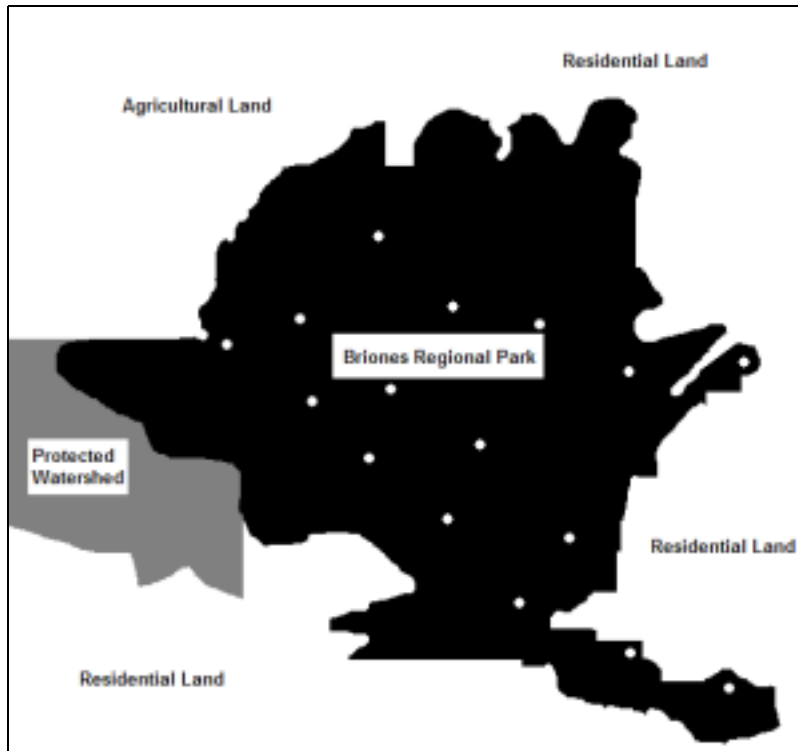 Residential Land
Agricultural Land
Briones Regional Park
Protected
Watershed
Residential Land
Residential Land